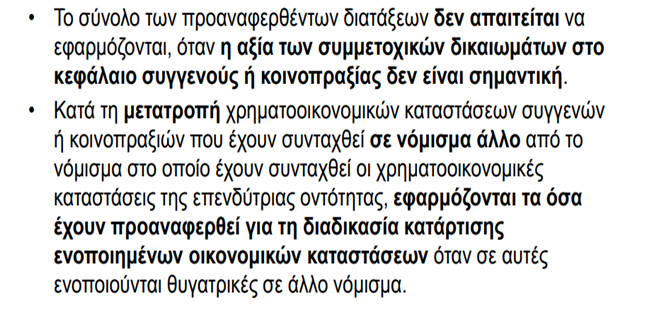 • Το σύνολο των προαναφερθέντων διατάξεων δεν απαιτείται να
εφαρμόζονται, όταν η αξία των συμμετοχικών δικαιωμάτων στο
κεφάλαιο συγγενούς ή κοινοπραξίας δεν είναι σημαντική.
• Κατά τη μετατροπή χρηματοοικονομικών καταστάσεων συγγενών
ή κοινοπραξιών που έχουν συνταχθεί σε νόμισμα άλλο από το
νόμισμα στο οποίο έχουν συνταχθεί οι χρηματοοικονομικές
καταστάσεις της επενδύτριας οντότητας, εφαρμόζονται τα όσα
έχουν προαναφερθεί για τη διαδικασία κατάρτισης
ενοποιημένων οικονομικών καταστάσεων όταν σε αυτές
ενοποιούνται θυγατρικές σε άλλο νόμισμα.